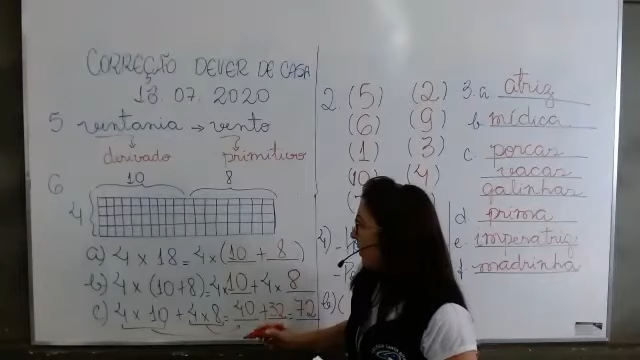 CORREÇÃO DEVER DE CASA
13.07.2020
5 ventania → vento
derivado primitivo
6
10 8
4
a) 4 x 18 = 4 x (10 + 8)
b) 4 x (10+8) = 4 x 10 + 4 x 8
c) 4 x 10 + 4 x 8 = 40 + 32 = 72
2. (5) (2)
(6) (9)
(1) (3)
(10) (4)
4)
b) (
3. a atriz
b médica
c porcas
vacas
galinhas
d prima
e imperatriz
f madrinha